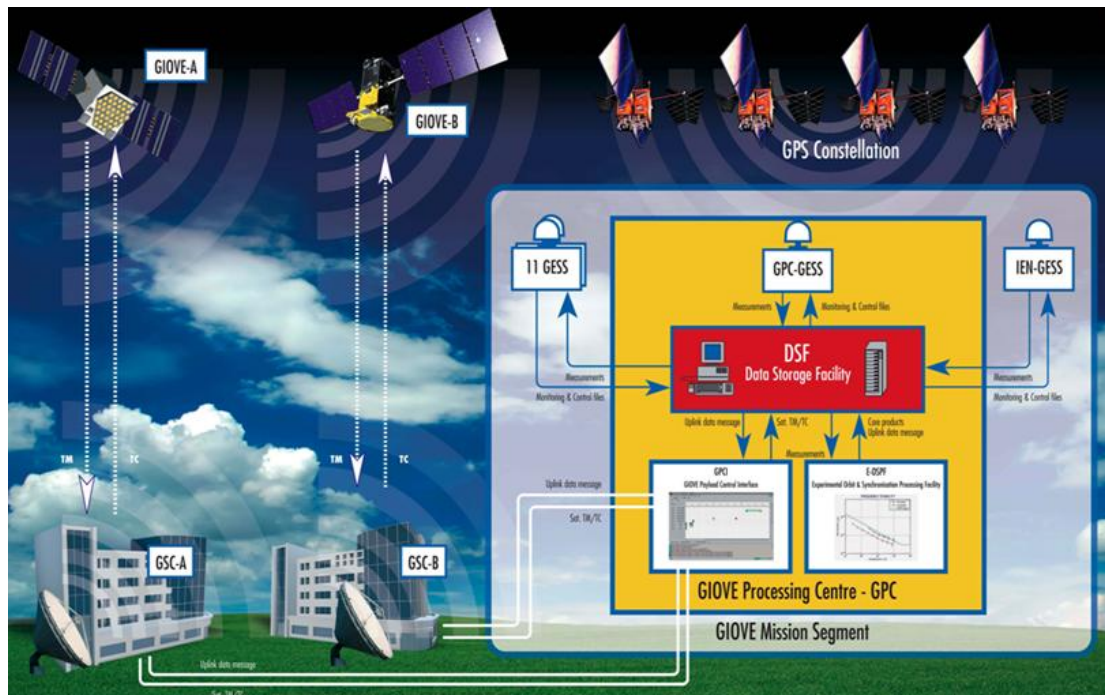 GIOVE-A
GIOVE-B
GPS Constellation
11 GESS
GPC-GESS
IEN-GESS
Measurements
Monitoring & Control files
DSF
Data Storage Facility
Measurements
Monitoring & Control files
Measurements
Monitoring & Control files
Uplink data message
Sat. TM/TC
Core products
Uplink data message
Measurements
TM
TC
TM
TC
GPCI
GIOVE Payload Control Interface
E-OSPF
Experimental Orbit & Synchronisation Processing Facility
Uplink data message
Sat. TM/TC
GSC-A
GSC-B
GIOVE Processing Centre - GPC
GIOVE Mission Segment
Uplink data message
Sat. TM/TC